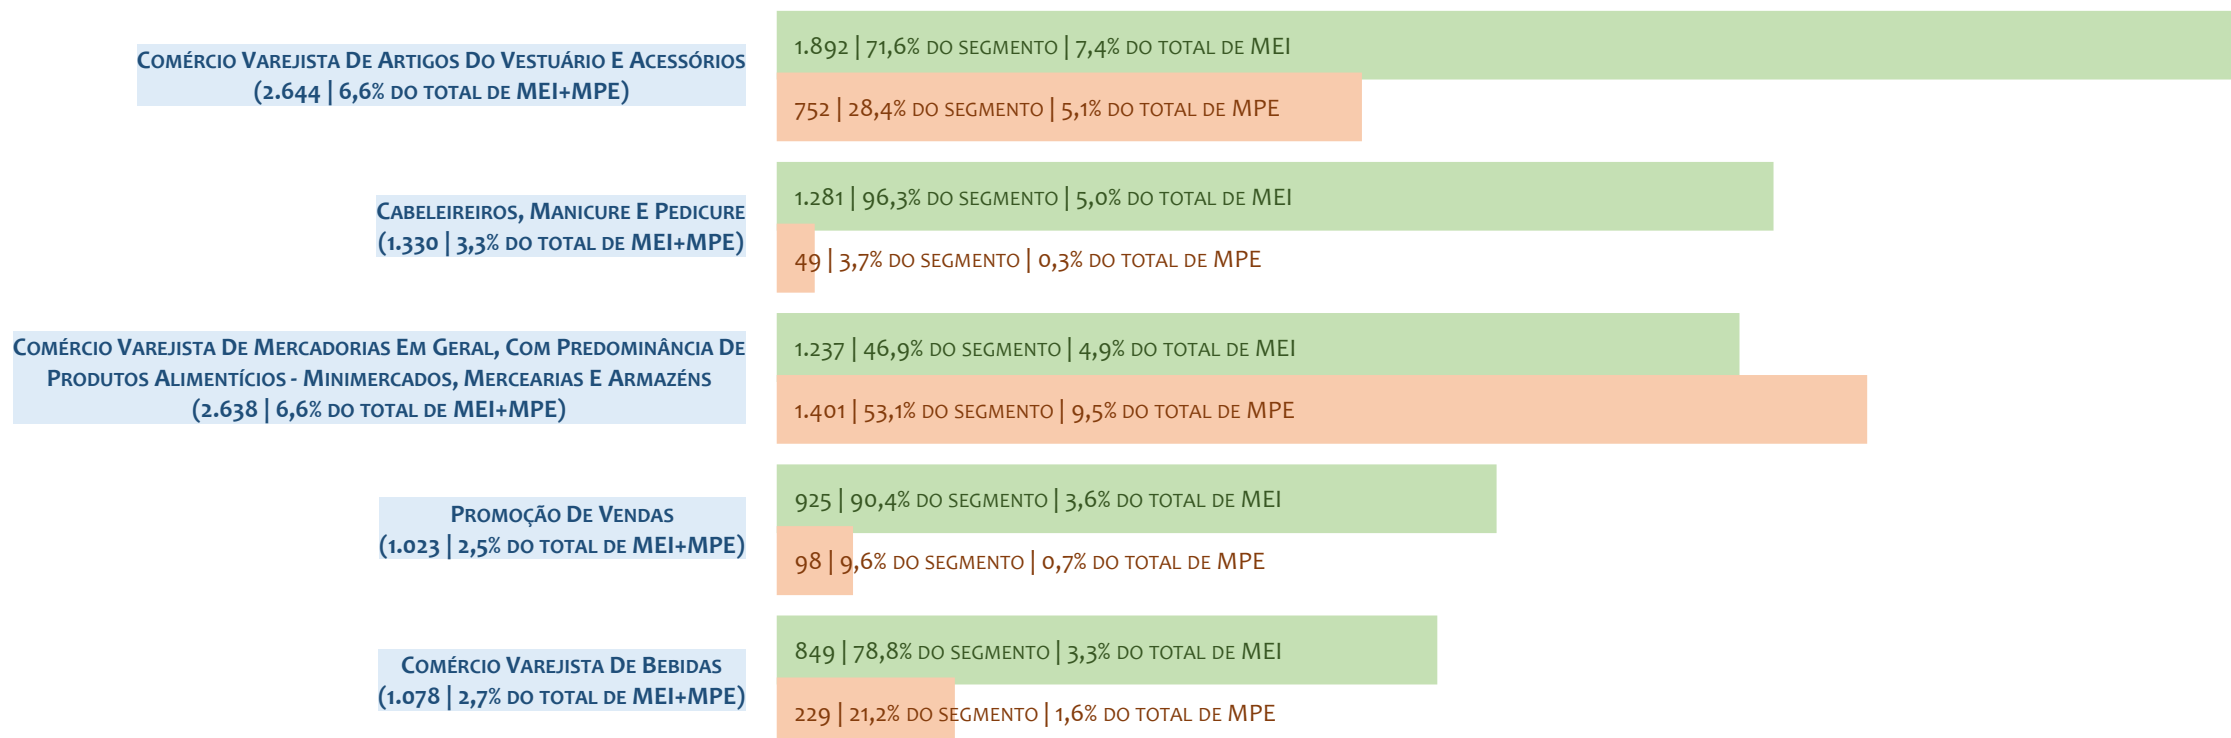 Comércio Varejista De Artigos Do Vestuário E Acessórios
(2.644 | 6,6% do total de MEI+MPE)
1.892 | 71,6% do segmento | 7,4% do total de MEI
752 | 28,4% do segmento | 5,1% do total de MPE
Cabeleireiros, Manicure E Pedicure
(1.330 | 3,3% do total de MEI+MPE)
1.281 | 96,3% do segmento | 5,0% do total de MEI
49 | 3,7% do segmento | 0,3% do total de MPE
Comércio Varejista De Mercadorias Em Geral, Com Predominância De
Produtos Alimentícios - Minimercados, Mercearias E Armazéns
(2.638 | 6,6% do total de MEI+MPE)
1.237 | 46,9% do segmento | 4,9% do total de MEI
1.401 | 53,1% do segmento | 9,5% do total de MPE
Promoção De Vendas
(1.023 | 2,5% do total de MEI+MPE)
925 | 90,4% do segmento | 3,6% do total de MEI
98 | 9,6% do segmento | 0,7% do total de MPE
Comércio Varejista De Bebidas
(1.078 | 2,7% do total de MEI+MPE)
849 | 78,8% do segmento | 3,3% do total de MEI
229 | 21,2% do segmento | 1,6% do total de MPE